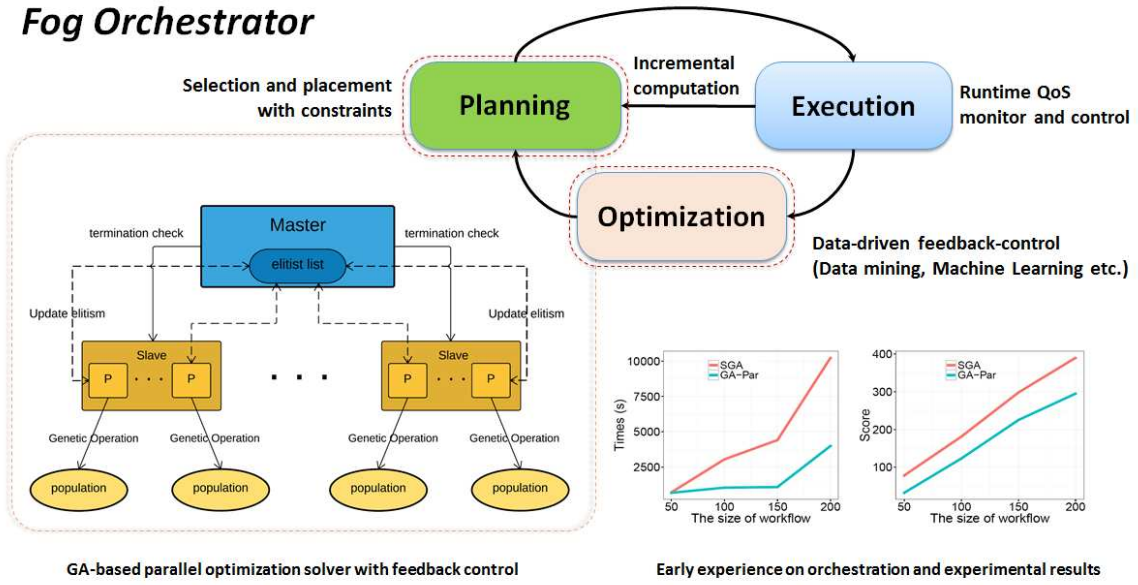 Fog Orchestrator
Selection and placement
with constraints
Planning
Incremental
computation
Execution
Runtime QoS
monitor and control
Optimization
Data-driven feedback-control
(Data mining, Machine Learning etc.)
Master
elitist list
termination check
termination check
Update elitism
Update elitism
Slave
P
. . .
P
. . .
Slave
P
. . .
P
Genetic Operation
Genetic Operation
Genetic Operation
Genetic Operation
population
population
population
population
Times (s)
10000
7500
5000
2500
SGA
GA-Par
50
100
150
200
The size of workflow
Score
400
300
200
100
SGA
GA-Par
50
100
150
200
The size of workflow
GA-based parallel optimization solver with feedback control
Early experience on orchestration and experimental results